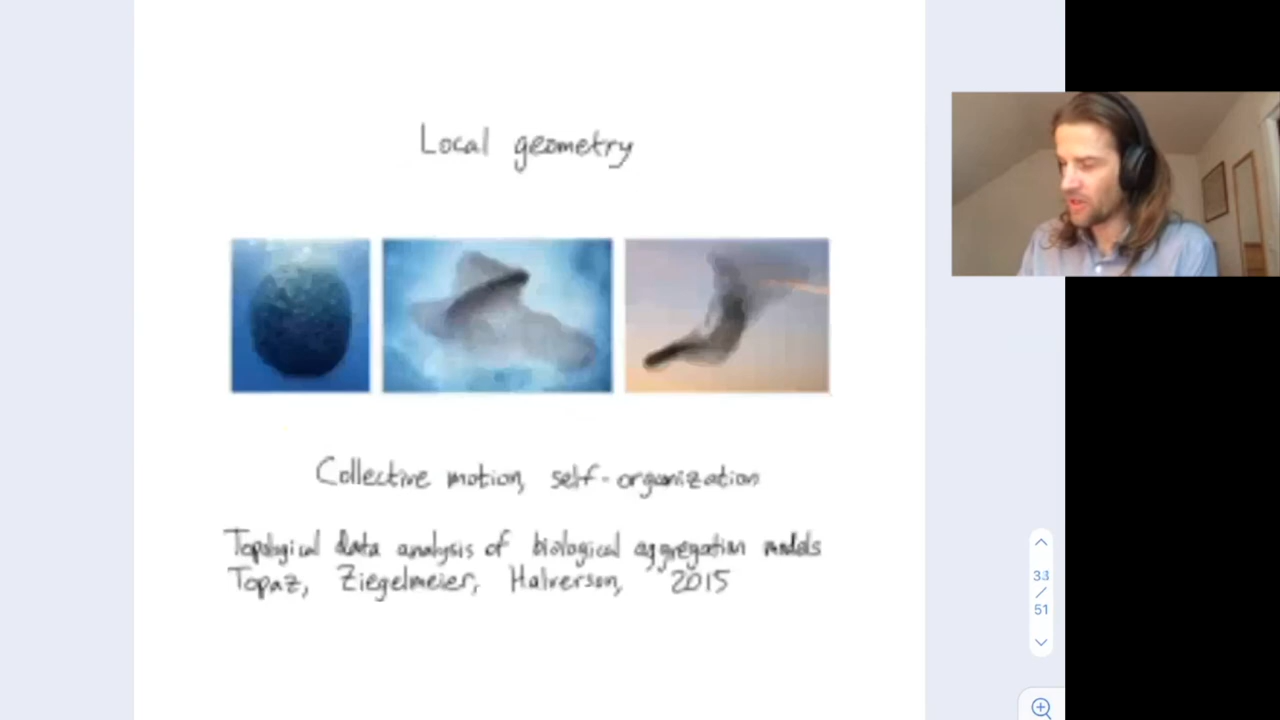 Local geometry
Collective motion, self-organization
Topological data analysis of biological aggregation models
Topaz, Ziegelmeier, Halverson, 2015
33
/
51